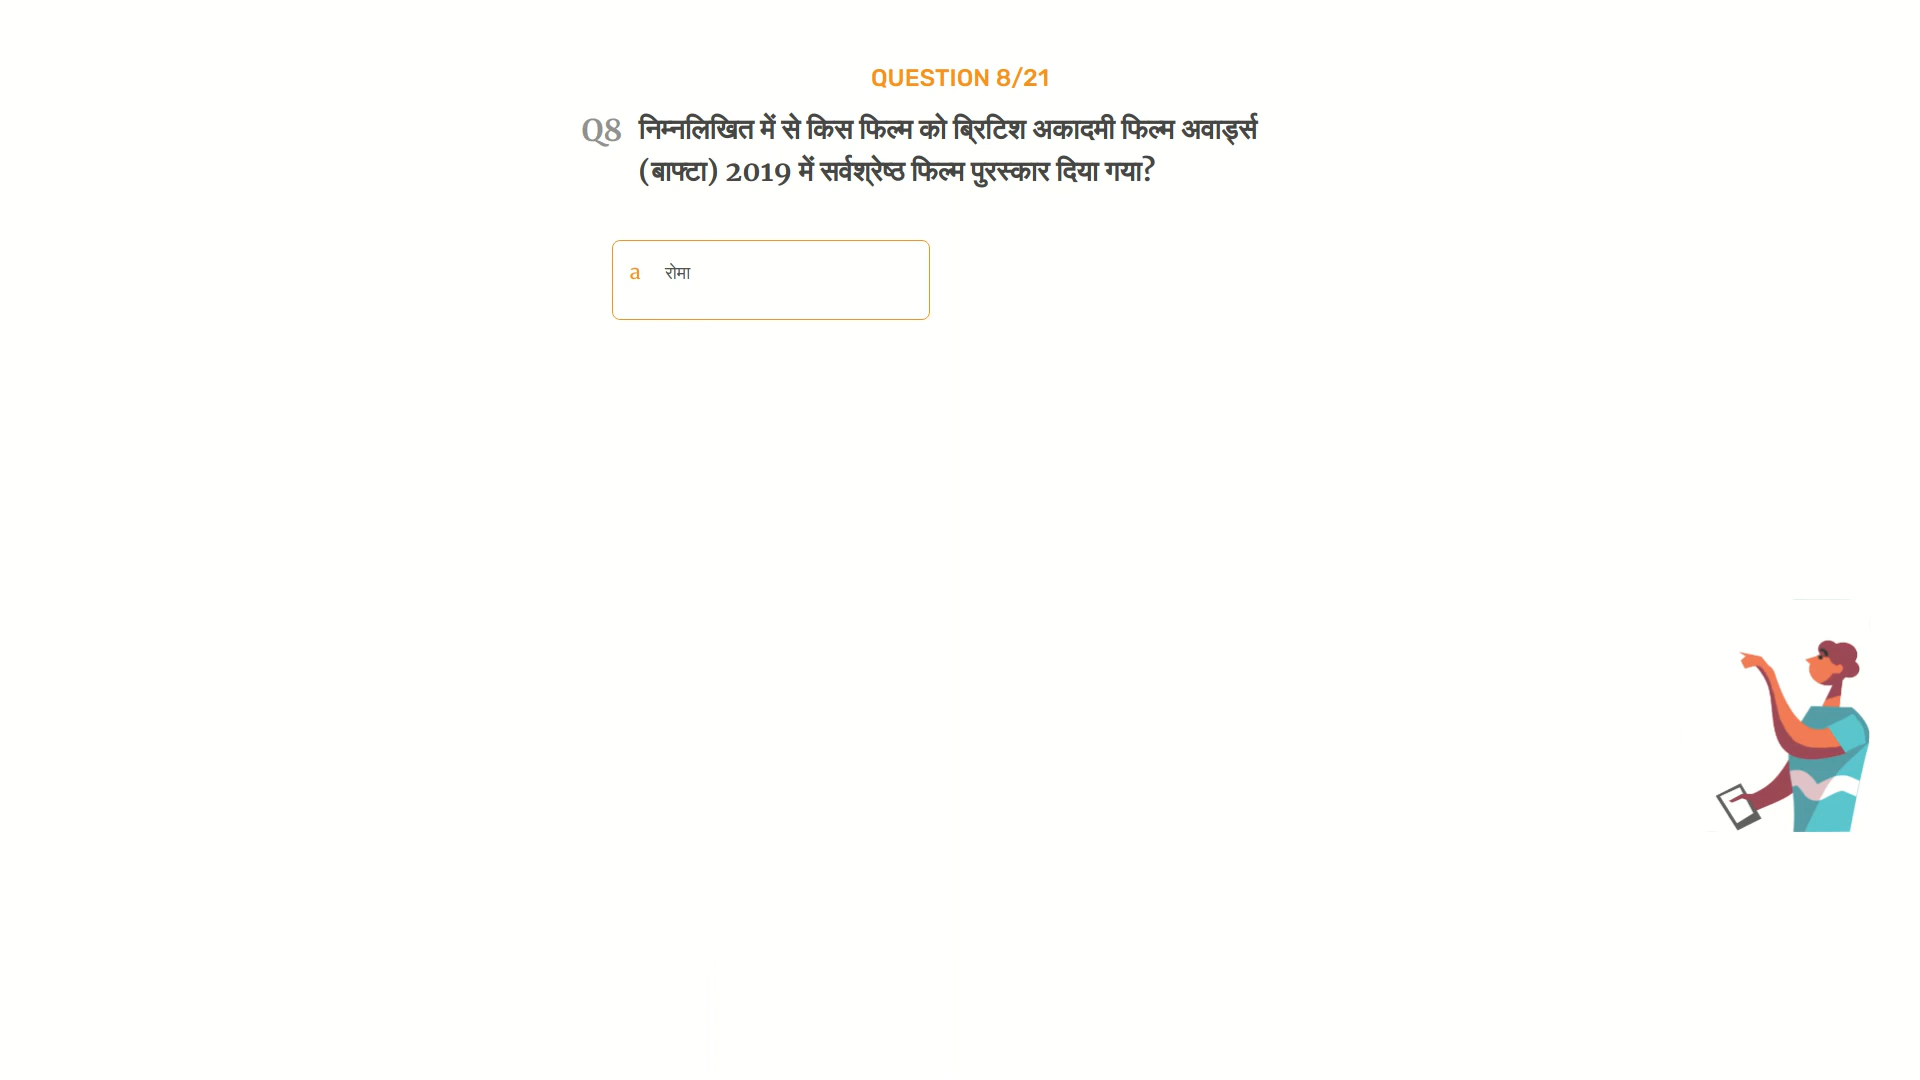 QUESTION 8/21
Q8 निम्नलिखित में से किस फिल्म को ब्रिटिश अकादमी फिल्म अवार्ड्स
(बाफ्टा) 2019 में सर्वश्रेष्ठ फिल्म पुरस्कार दिया गया?
a रोमा